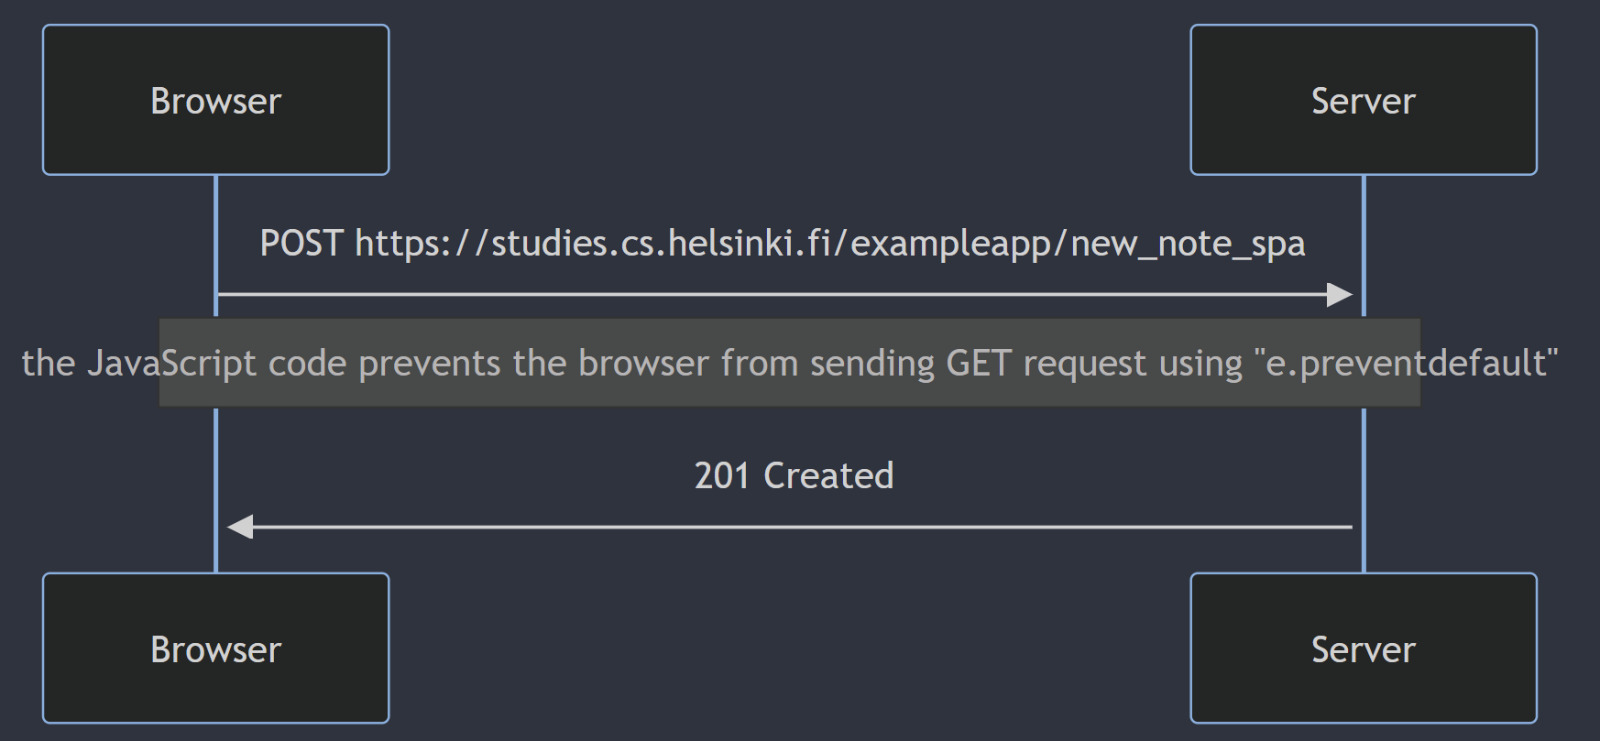 Browser
Server
POST https://studies.cs.helsinki.fi/exampleapp/new_note_spa
the JavaScript code prevents the browser from sending GET request using "e.preventdefault"
201 Created
Browser
Server